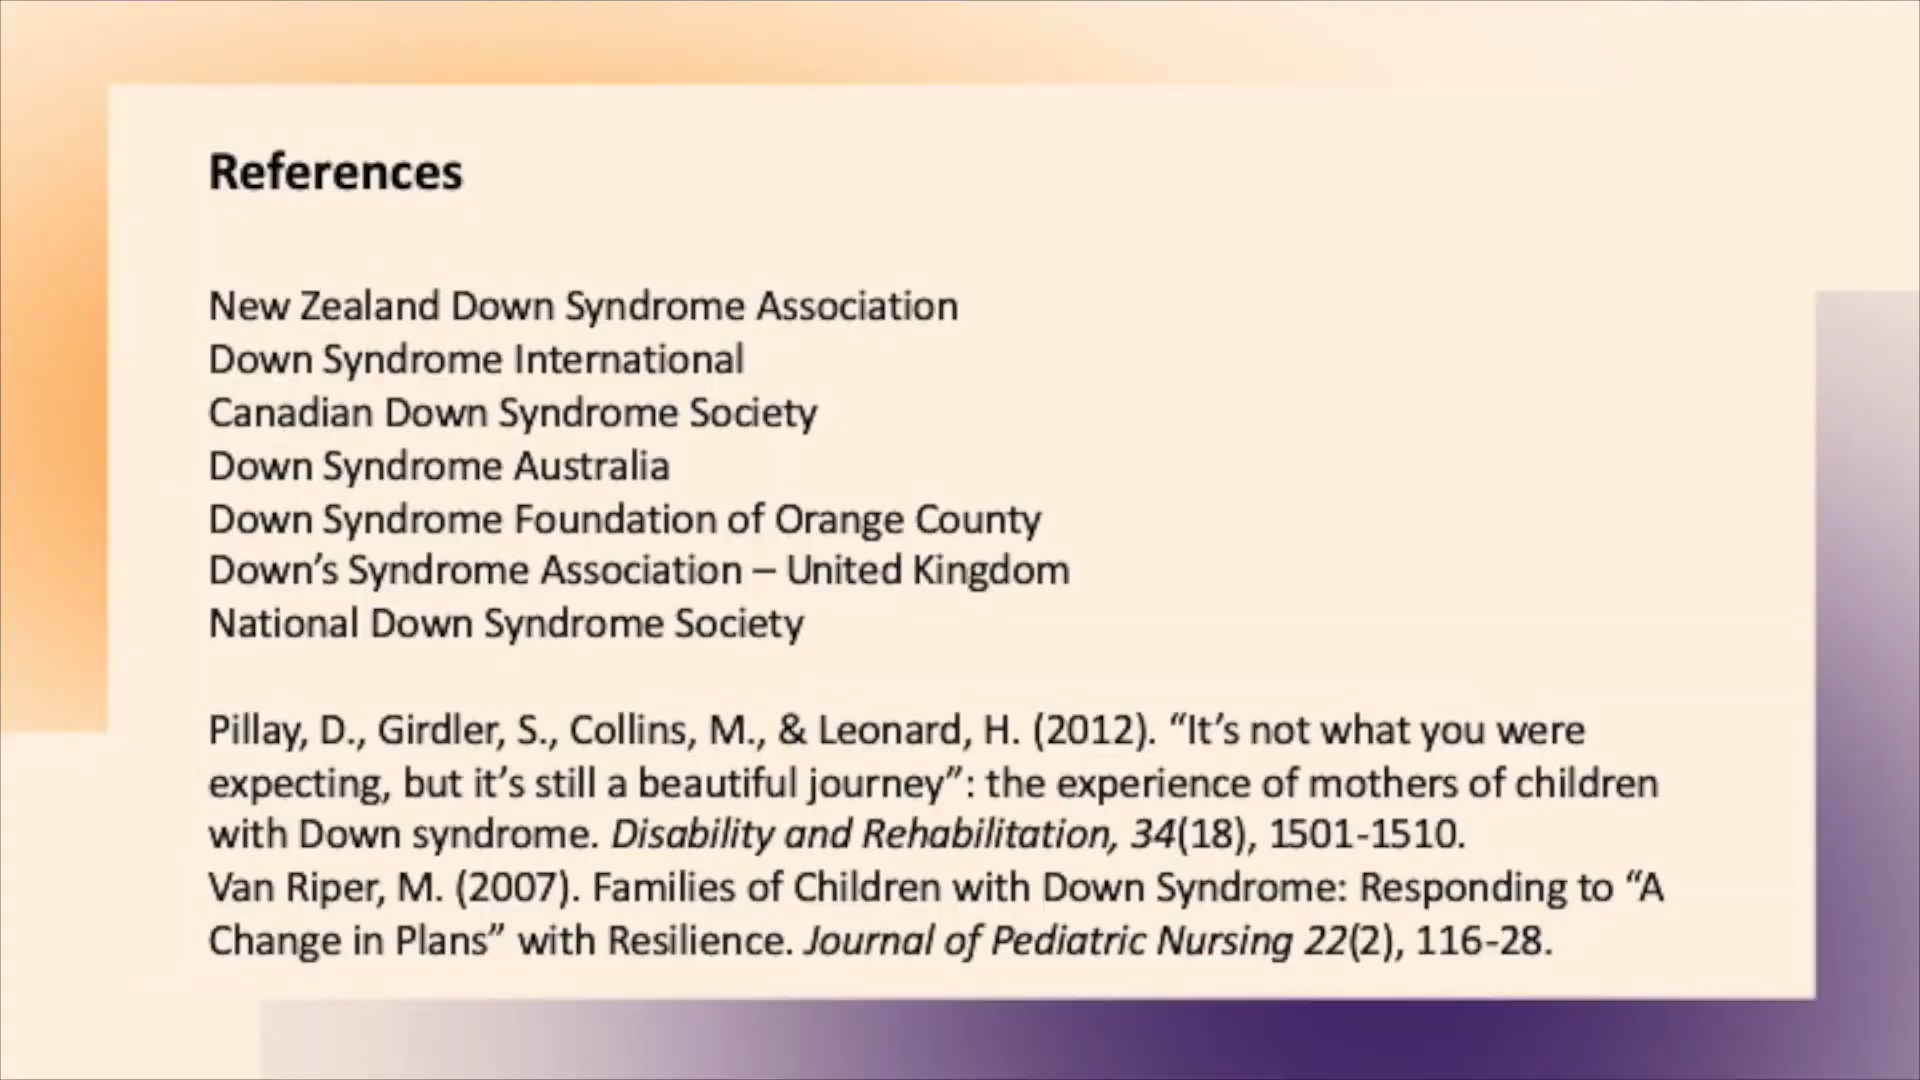 References
New Zealand Down Syndrome Association
Down Syndrome International
Canadian Down Syndrome Society
Down Syndrome Australia
Down Syndrome Foundation of Orange County
Down’s Syndrome Association – United Kingdom
National Down Syndrome Society
Pillay, D., Girdler, S., Collins, M., & Leonard, H. (2012). “It’s not what you were
expecting, but it’s still a beautiful journey”: the experience of mothers of children
with Down syndrome. Disability and Rehabilitation, 34(18), 1501-1510.
Van Riper, M. (2007). Families of Children with Down Syndrome: Responding to “A
Change in Plans” with Resilience. Journal of Pediatric Nursing 22(2), 116-28.